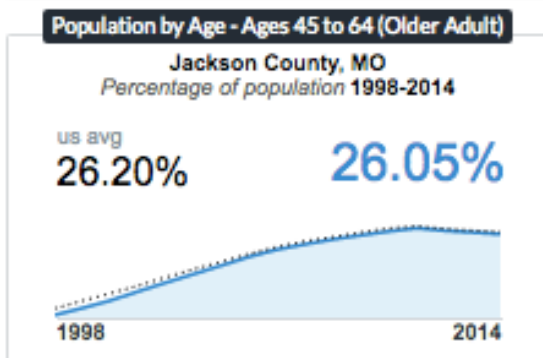 Population by Age - Ages 45 to 64 (Older Adult)
Jackson County, MO
Percentage of population 1998-2014
us avg
26.20%
26.05%
1998
2014